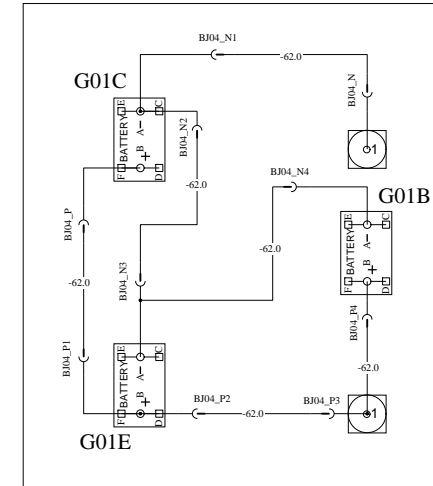 BJ04_N1
-62.0
G01C
BJ04_N
E
C
BATTERY
A
-
B
+
F
D
BJ04_N2
1
BJ04_N4
-62.0
G01B
BJ04_P
E
C
BATTERY
A
-
B
+
F
D
-62.0
BJ04_N3
-62.0
BJ04_P4
BJ04_P1
E
C
BATTERY
A
-
B
+
F
D
-62.0
BJ04_P2
-62.0
BJ04_P3
1
G01E